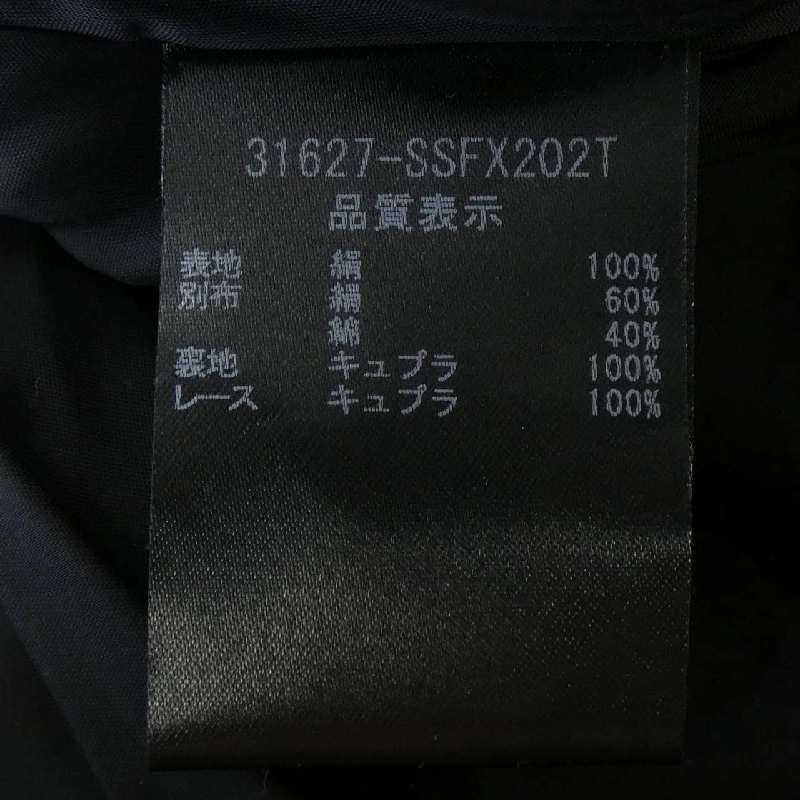 31627-SSFX202T
品質表示
表地 絹 100%
別布 絹 60%
綿 40%
裏地 キュプラ 100%
レース キュプラ 100%